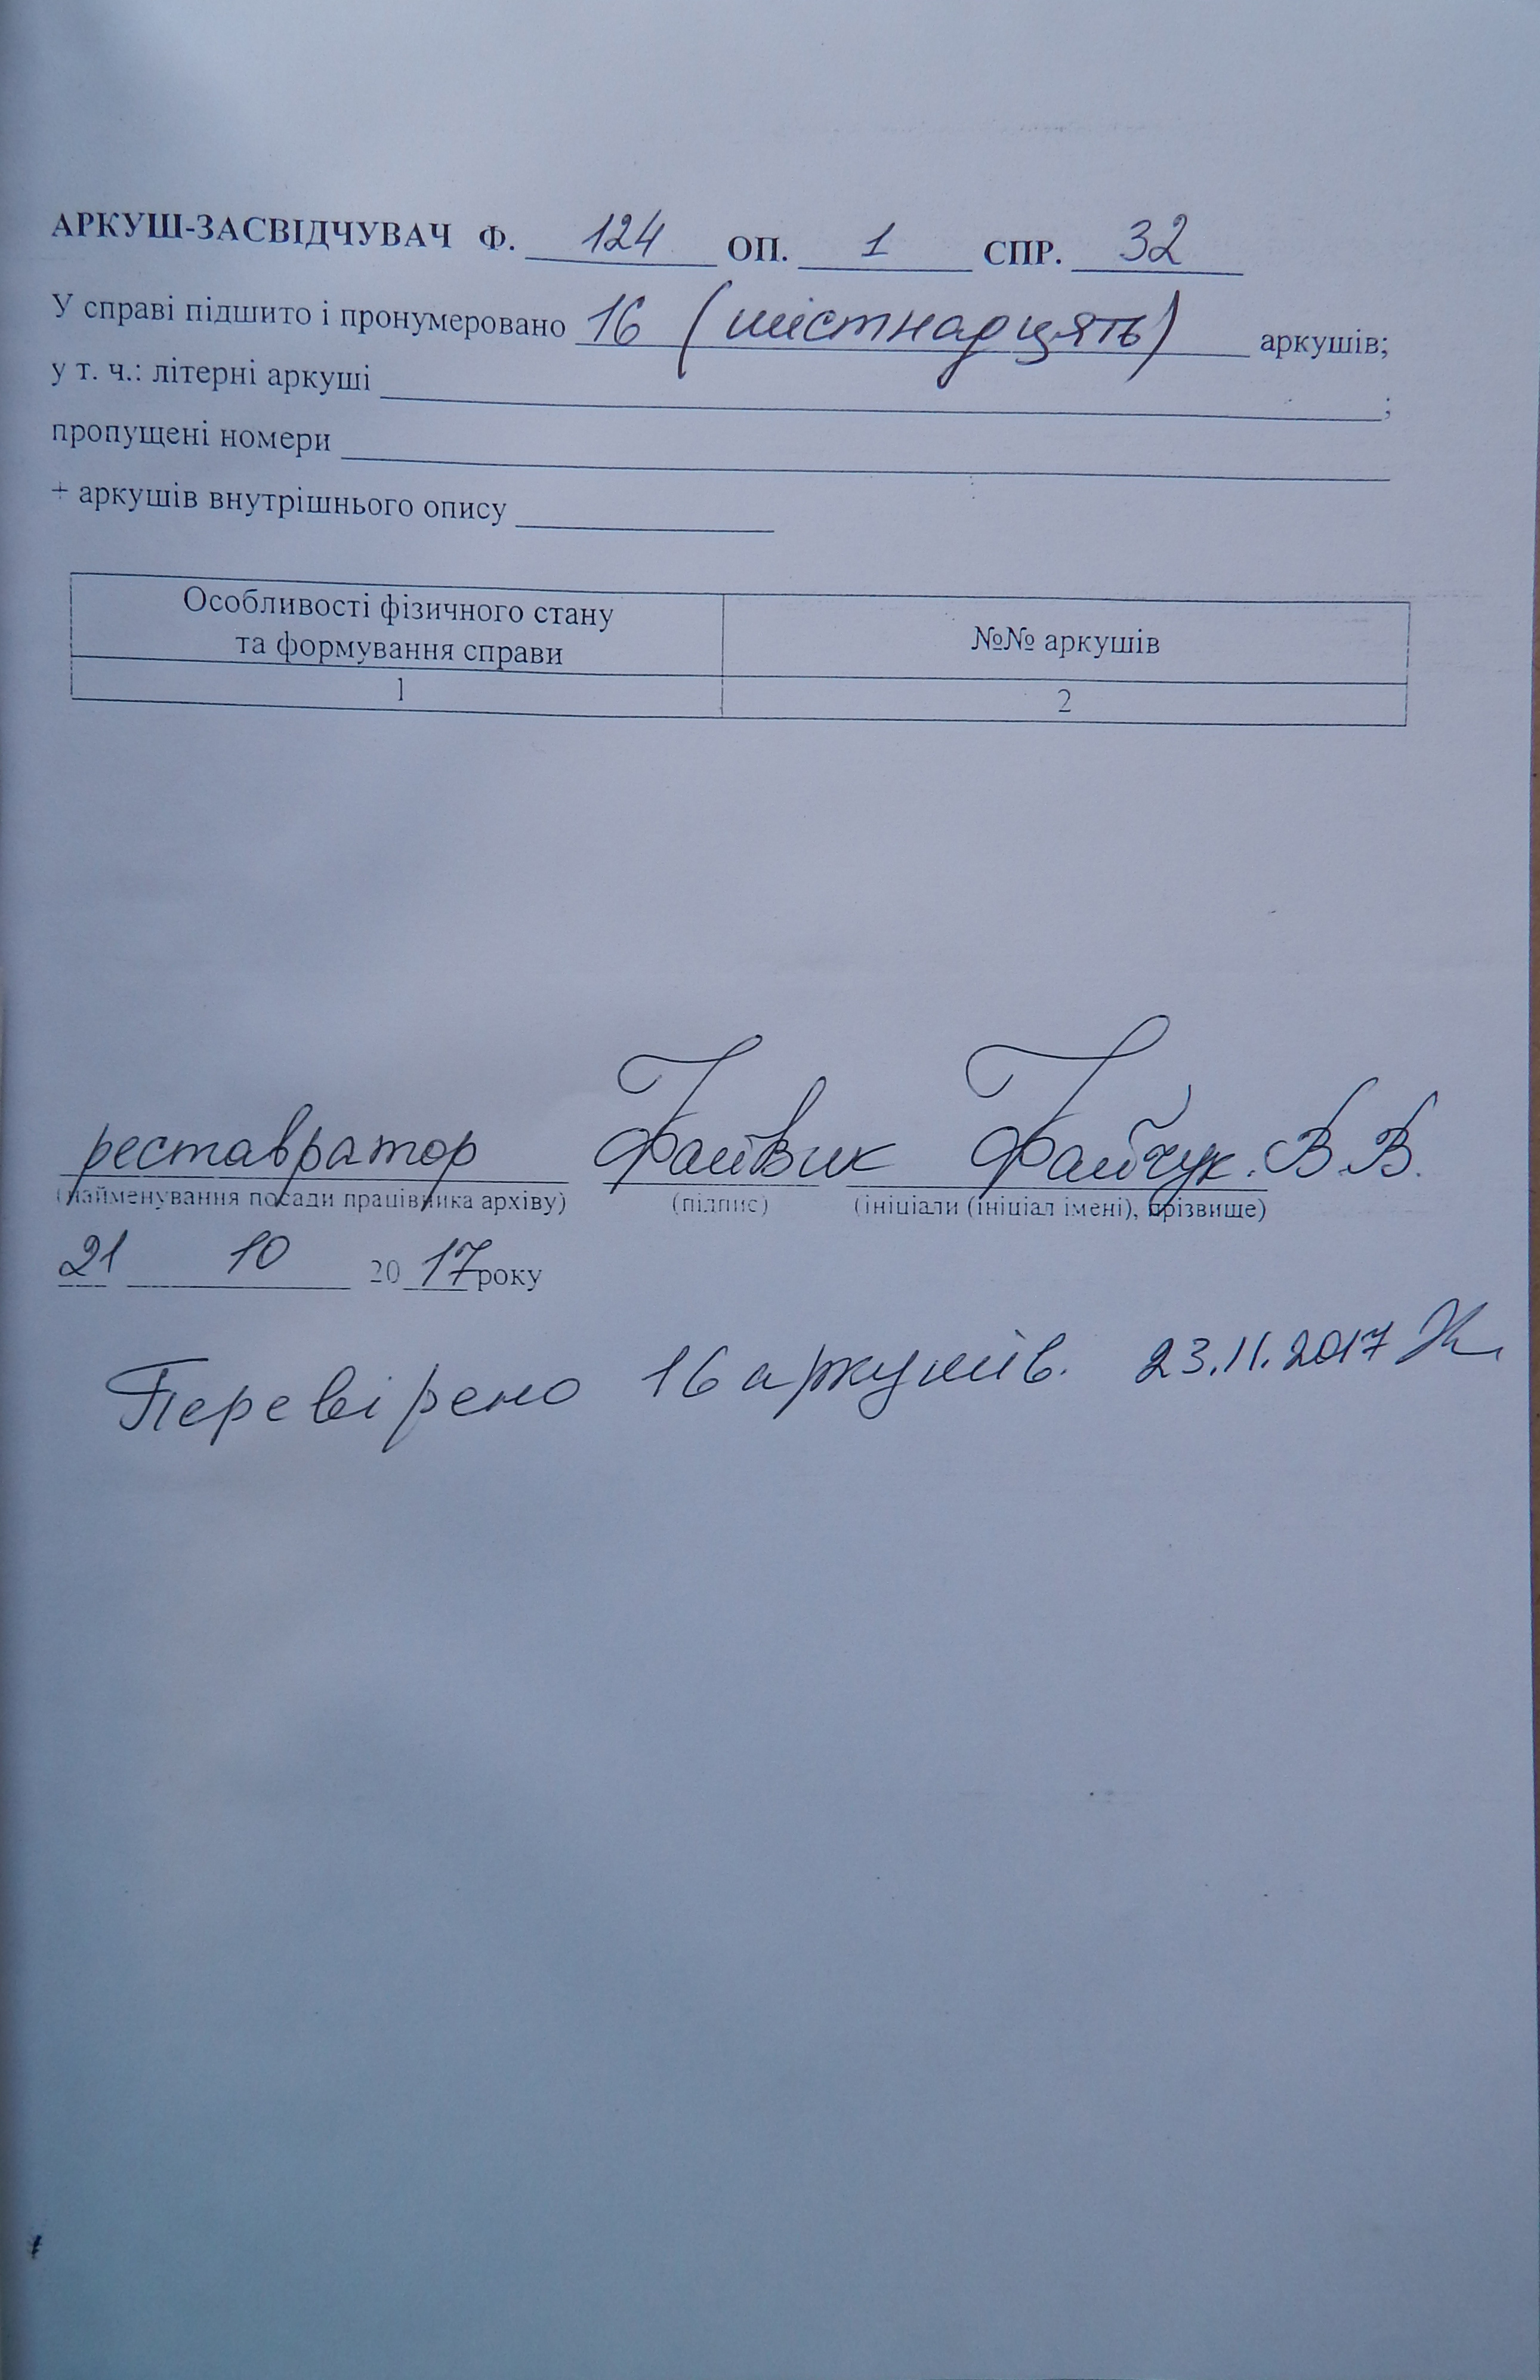 АРКУШ-ЗАСВІДЧУВАЧ Ф. 124 ОП. 1 СПР. 32
У справі підшито і пронумеровано 16 (шістнадцять) аркушів;
у т. ч.: літерні аркуші ;
пропущені номери
+ аркушів внутрішнього опису
Особливості фізичного стану
та формування справи
№№ аркушів
1 2
реставратор Файчук В.В.
(найменування посади працівника архіву) (підпис) (ініціали (ініціал імені), прізвище)
21 10 2017 року
Перевірено 16 аркушів. 23.11.2017